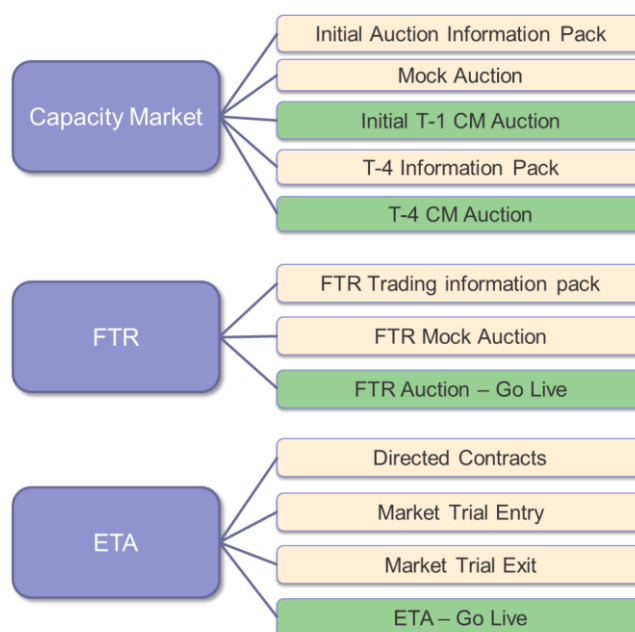 Capacity Market
Initial Auction Information Pack
Mock Auction
Initial T-1 CM Auction
T-4 Information Pack
T-4 CM Auction
FTR
FTR Trading information pack
FTR Mock Auction
FTR Auction – Go Live
ETA
Directed Contracts
Market Trial Entry
Market Trial Exit
ETA – Go Live